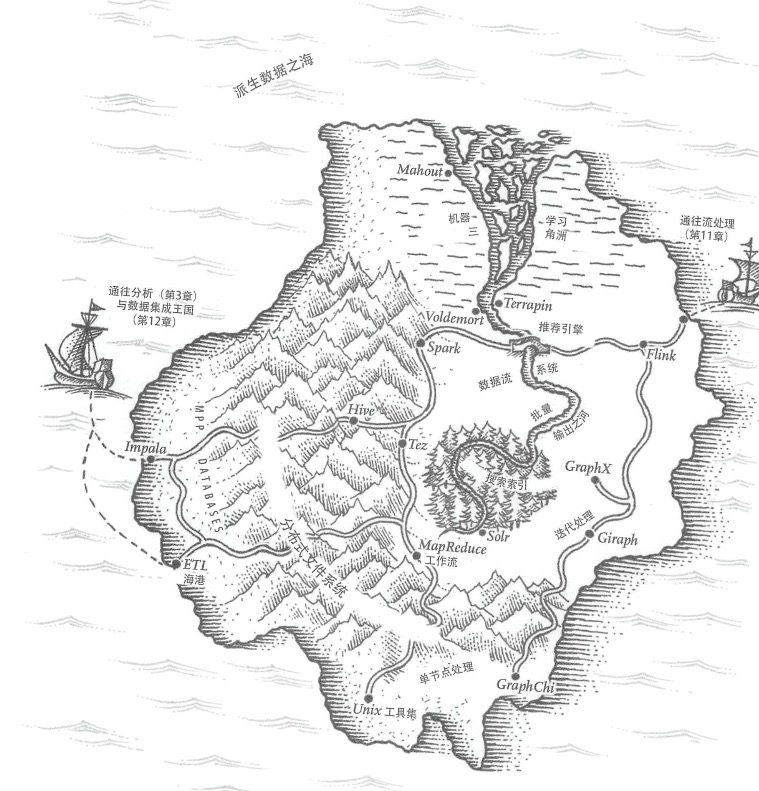 派生数据之海
Mahout
机器
三
学习
角洲
通往流处理
（第11章）
通往分析（第3章）
与数据集成王国
（第12章）
Terrapin
Voldemort
推荐引擎
Spark
Flink
数据流
系统
批量
输出之河
MPP DATABASES
Hive
Tez
Impala
GraphX
搜索索引
迭代处理
分布式文件系统
Solr
Giraph
MapReduce
工作流
ETL
海港
单节点处理
GraphChi
Unix 工具集